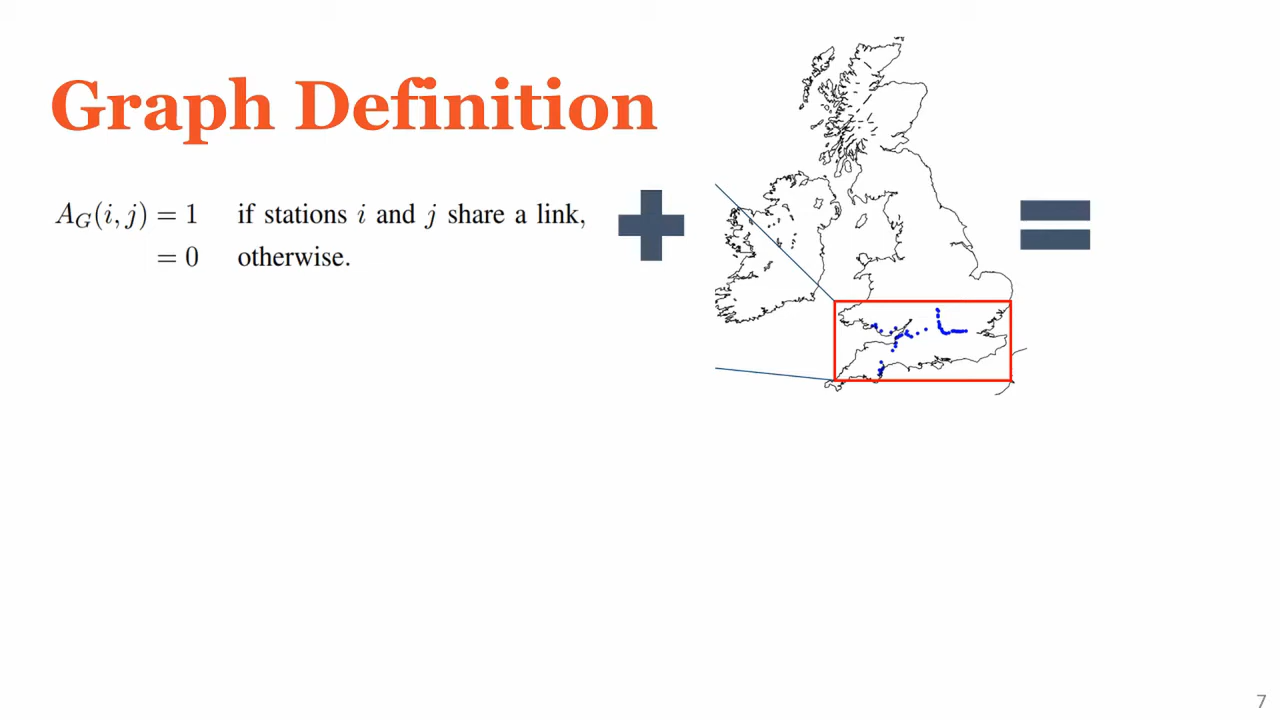 Graph Definition
A_G(i, j) = 1 if stations i and j share a link,
= 0 otherwise.
7